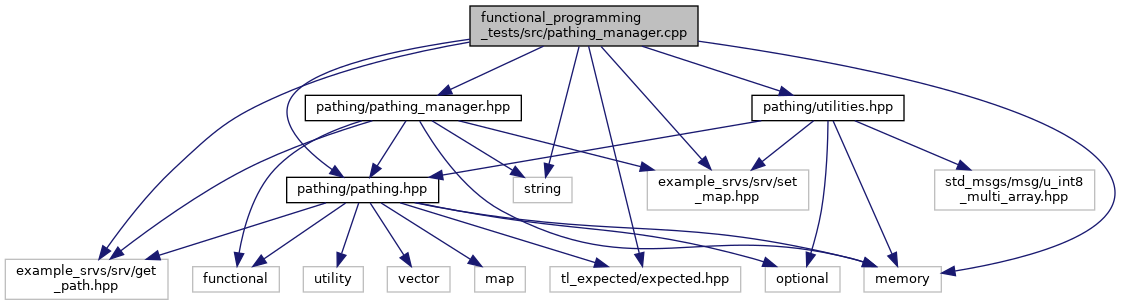 functional_programming
_tests/src/pathing_manager.cpp
pathing/pathing_manager.hpp
pathing/utilities.hpp
pathing/pathing.hpp
string
example_srvs/srv/set
_map.hpp
std_msgs/msg/u_int8
_multi_array.hpp
example_srvs/srv/get
_path.hpp
functional
utility
vector
map
tl_expected/expected.hpp
optional
memory